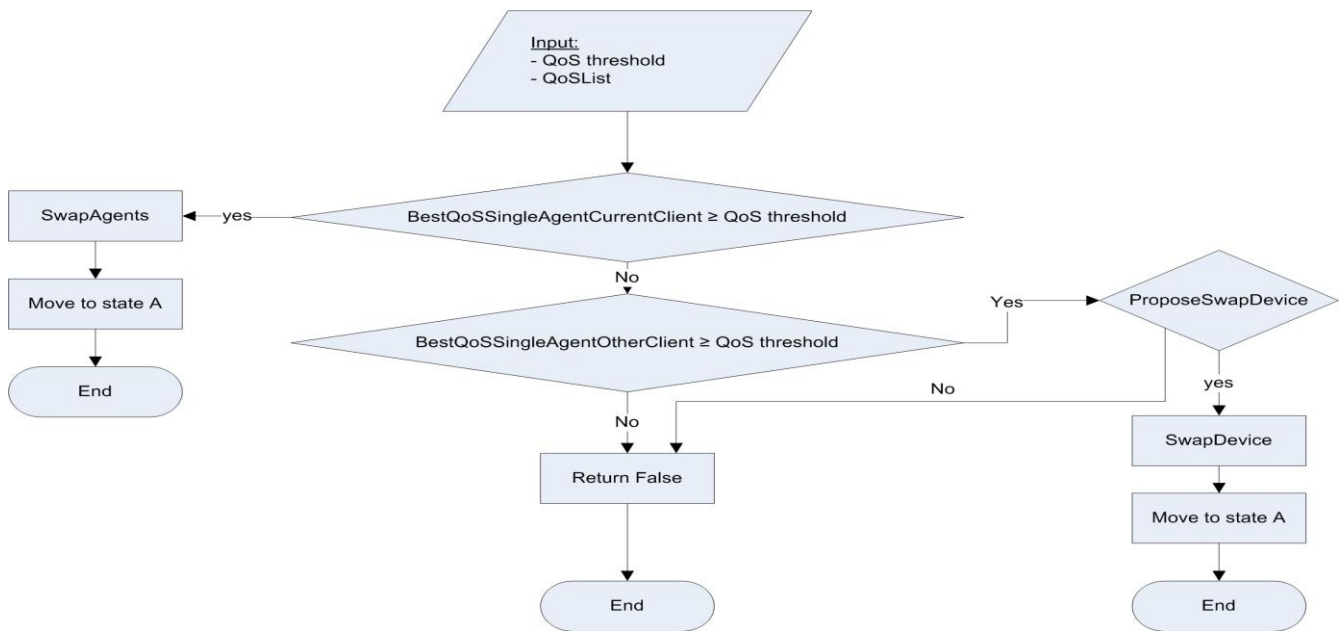 Input:
- QoS threshold
- QoSList
BestQoSSingleAgentCurrentClient ≥ QoS threshold
yes
SwapAgents
Move to state A
End
No
BestQoSSingleAgentOtherClient ≥ QoS threshold
Yes
ProposeSwapDevice
No
yes
No
Return False
End
SwapDevice
Move to state A
End